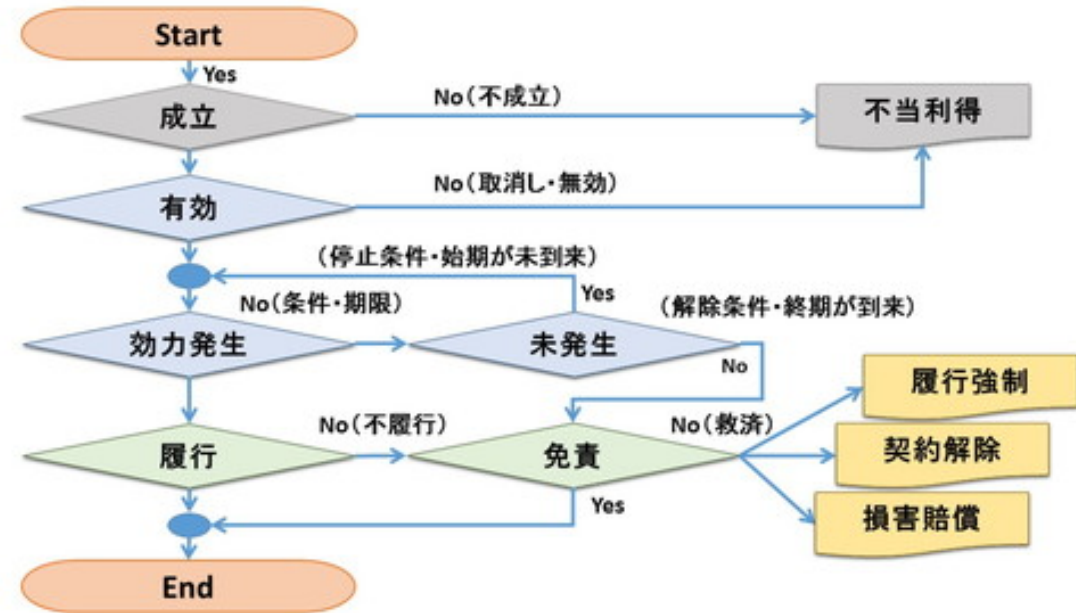 Start
Yes
成立
No(不成立)
不当利得
有効
No(取消し・無効)
(停止条件・始期が未到来)
No(条件・期限)
Yes
(解除条件・終期が到来)
効力発生
未発生
No
履行強制
No(不履行)
No(救済)
履行
免責
契約解除
Yes
損害賠償
End